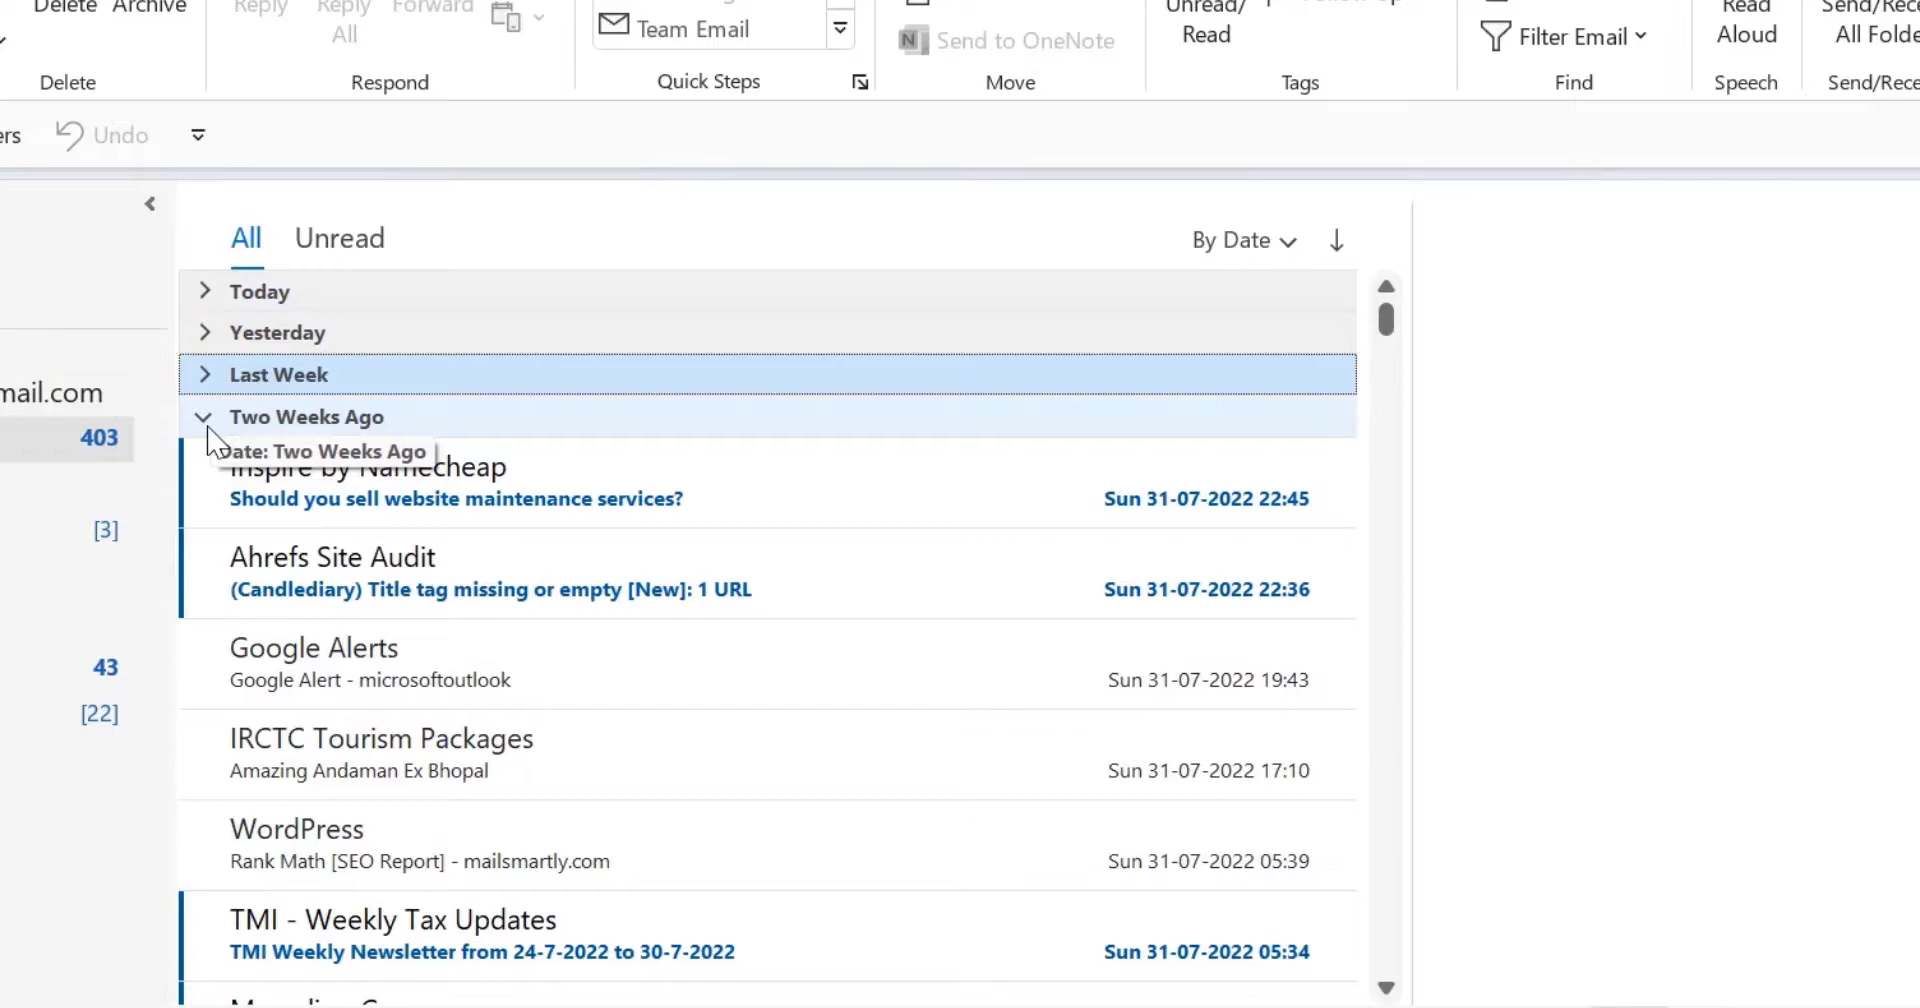 Delete Archive
Reply Reply All Forward
Team Email
Send to OneNote
Unread/ Read
Filter Email
Read Aloud
Send/Rece
All Folde
Delete Respond Quick Steps Move Tags Find Speech Send/Rece
ers Undo
All Unread By Date
Today
Yesterday
Last Week
mail.com
Two Weeks Ago
403
Date: Two Weeks Ago
Inspire by Namecheap
Should you sell website maintenance services? Sun 31-07-2022 22:45
[3]
Ahrefs Site Audit
(Candlediary) Title tag missing or empty [New]: 1 URL Sun 31-07-2022 22:36
Google Alerts
43
Google Alert - microsoftoutlook Sun 31-07-2022 19:43
[22]
IRCTC Tourism Packages
Amazing Andaman Ex Bhopal Sun 31-07-2022 17:10
WordPress
Rank Math [SEO Report] - mailsmartly.com Sun 31-07-2022 05:39
TMI - Weekly Tax Updates
TMI Weekly Newsletter from 24-7-2022 to 30-7-2022 Sun 31-07-2022 05:34